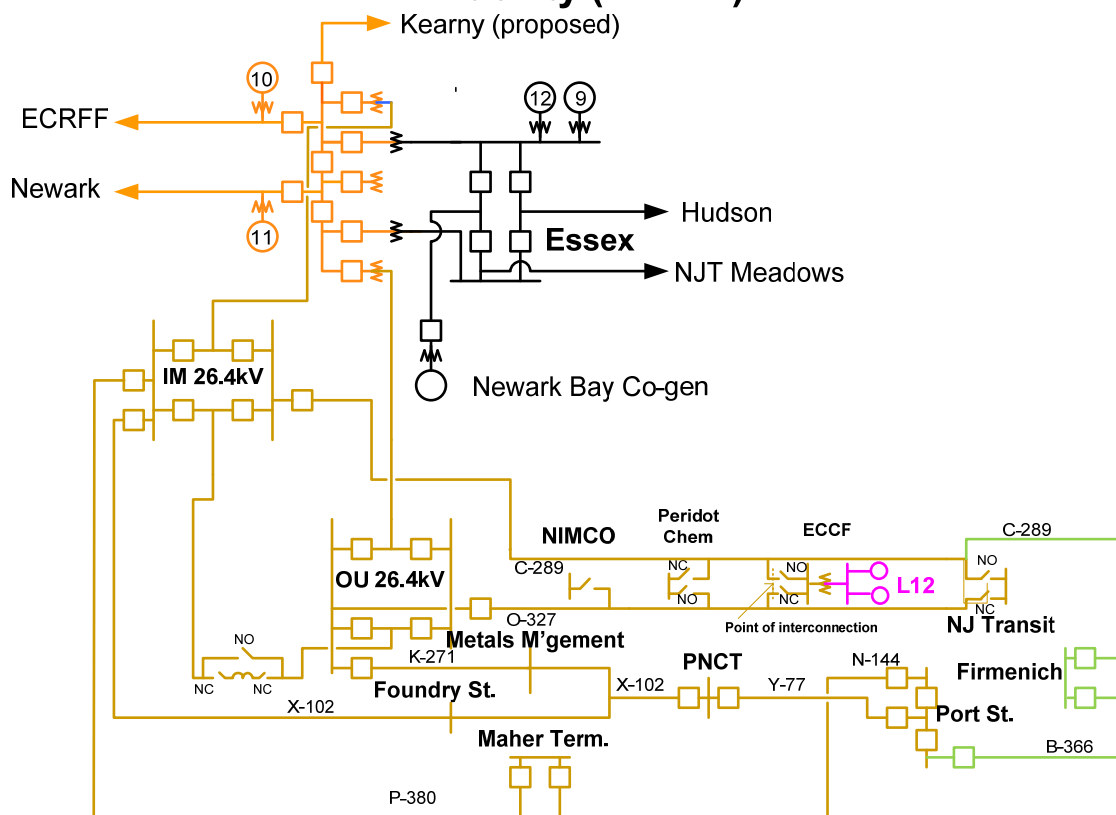 Kearny (proposed)
10
12
9
ECRFF
Newark
11
Hudson
Essex
NJT Meadows
IM 26.4kV
Newark Bay Co-gen
NIMCO
Peridot
Chem
ECCF
C-289
C-289
NC
NO
NO
OU 26.4kV
L12
NO
NC
NC
O-327
Point of interconnection
NJ Transit
Metals M'gement
NO
K-271
PNCT
N-144
Firmenich
NC
NC
Foundry St.
X-102
Y-77
X-102
Port St.
Maher Term.
B-366
P-380